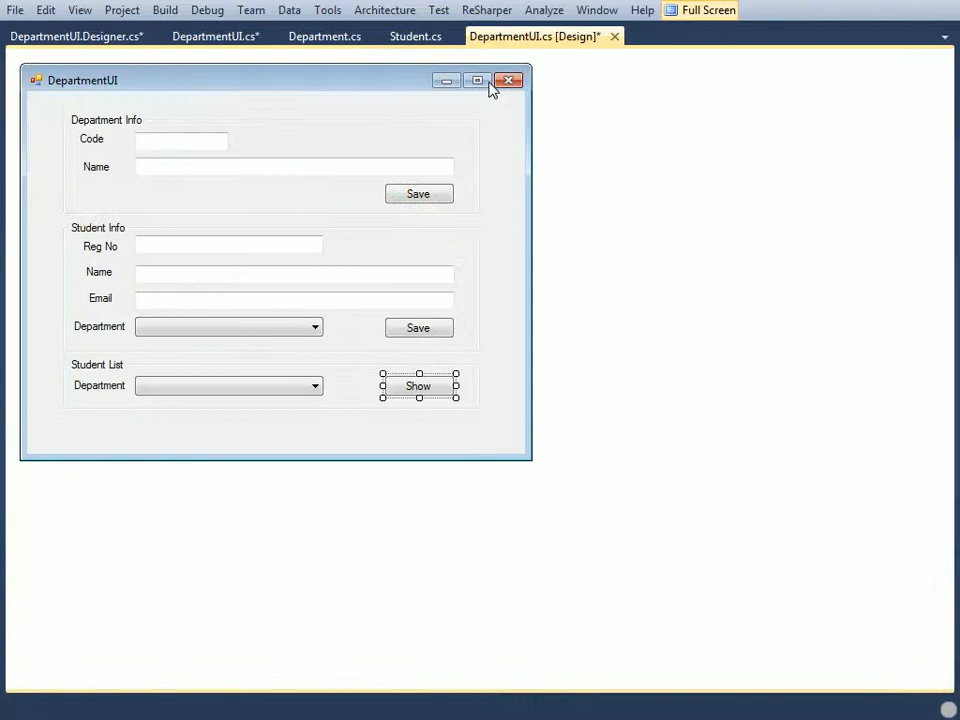 File Edit View Project Build Debug Team Data Tools Architecture Test ReSharper Analyze Window Help Full Screen
DepartmentUI.Designer.cs* DepartmentUI.cs* Department.cs Student.cs DepartmentUI.cs [Design]*
DepartmentUI
Department Info
Code
Name
Save
Student Info
Reg No
Name
Email
Department Save
Student List
Department Show